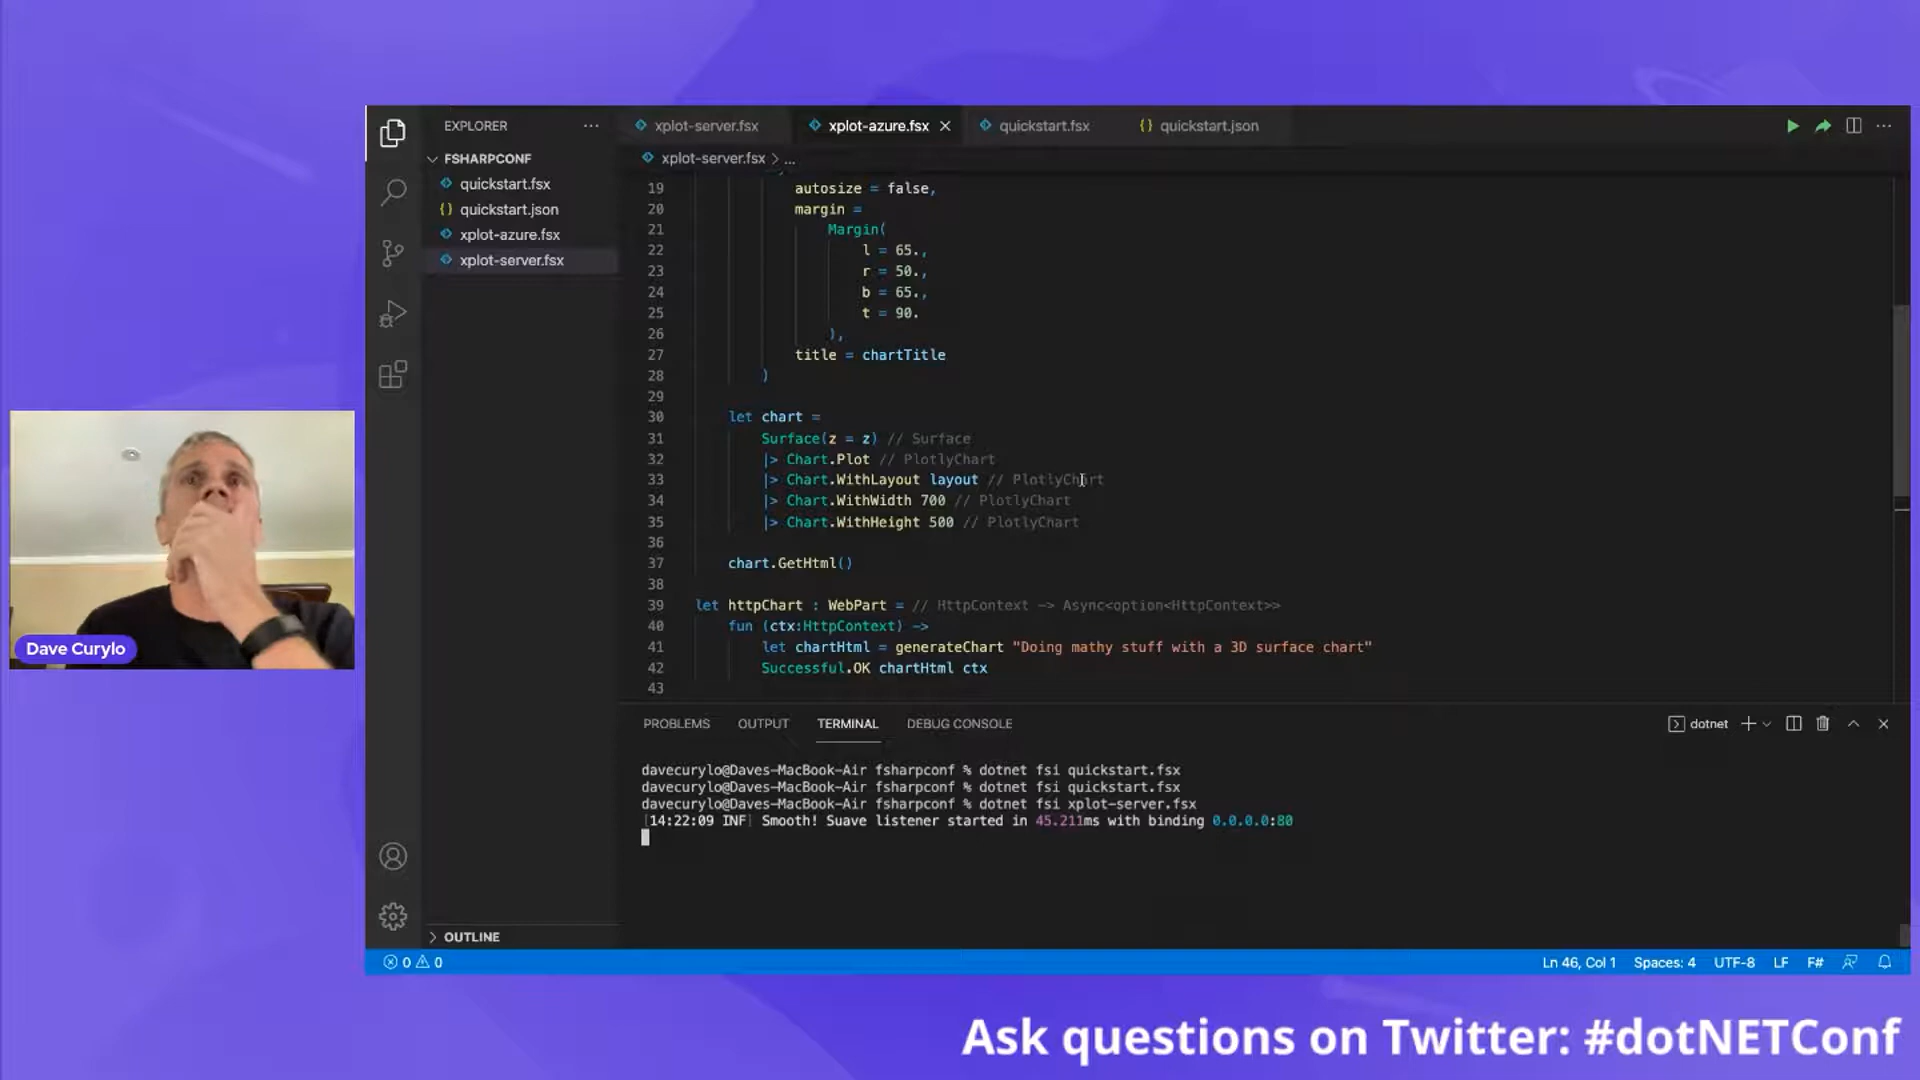 EXPLORER
FSHARPCONF
quickstart.fsx
quickstart.json
xplot-azure.fsx
xplot-server.fsx
OUTLINE
xplot-server.fsx
xplot-azure.fsx
quickstart.fsx
quickstart.json
xplot-server.fsx > ...
19 autosize = false,
20 margin =
21 Margin(
22 l = 65.,
23 r = 50.,
24 b = 65.,
25 t = 90.
26 ),
27 title = chartTitle
28 )
29
30 let chart =
31 Surface(z = z) // Surface
32 |> Chart.Plot // PlotlyChart
33 |> Chart.WithLayout layout // PlotlyChart
34 |> Chart.WithWidth 700 // PlotlyChart
35 |> Chart.WithHeight 500 // PlotlyChart
36
37 chart.GetHtml()
38
39 let httpChart : WebPart = // HttpContext -> Async<option<HttpContext>>
40 fun (ctx:HttpContext) ->
41 let chartHtml = generateChart "Doing mathy stuff with a 3D surface chart"
42 Successful.OK chartHtml ctx
43
PROBLEMS OUTPUT TERMINAL DEBUG CONSOLE
dotnet
davecurylo@Daves-MacBook-Air fsharpconf % dotnet fsi quickstart.fsx
davecurylo@Daves-MacBook-Air fsharpconf % dotnet fsi quickstart.fsx
davecurylo@Daves-MacBook-Air fsharpconf % dotnet fsi xplot-server.fsx
[14:22:09 INF] Smooth! Suave listener started in 45.211ms with binding 0.0.0.0:80
0 0
Ln 46, Col 1 Spaces: 4 UTF-8 LF F#
Dave Curylo
Ask questions on Twitter: #dotNETConf